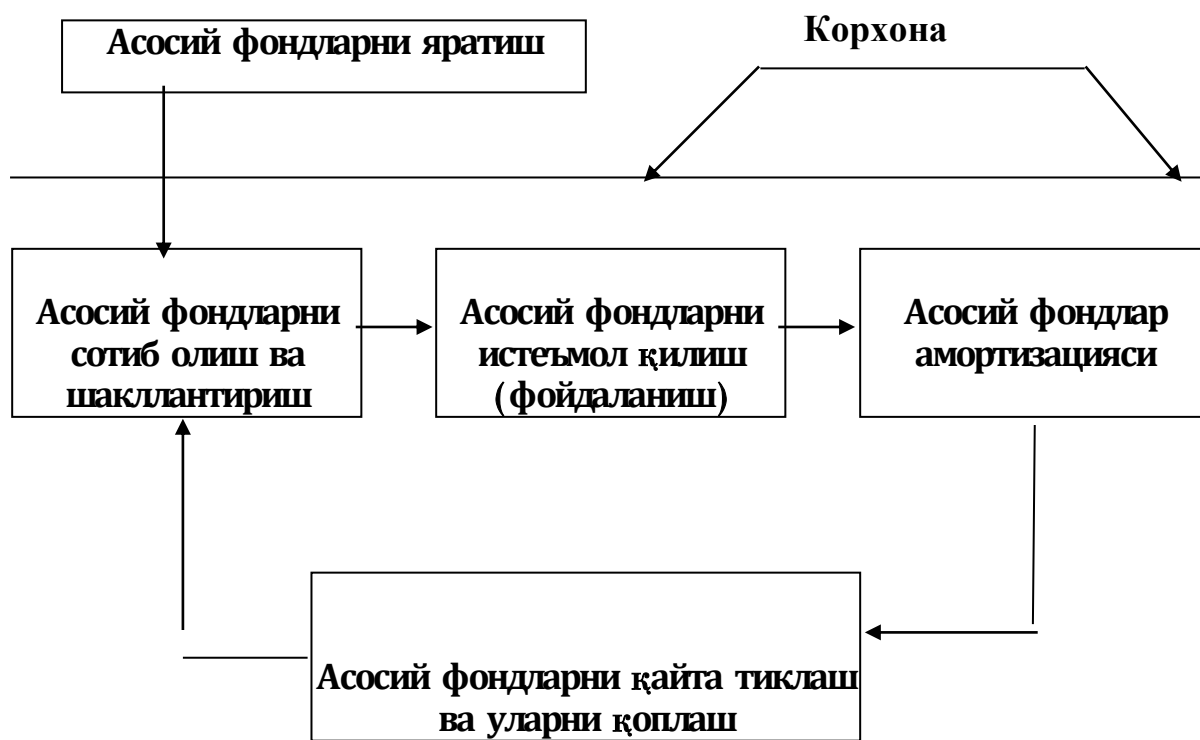 Асосий фондларни яратиш
Корхона
Асосий фондларни
сотиб олиш ва
шакллантириш
Асосий фондларни
истеъмол қилиш
(фойдаланиш)
Асосий фондлар
амортизацияси
Асосий фондларни қайта тиклаш
ва уларни қоплаш